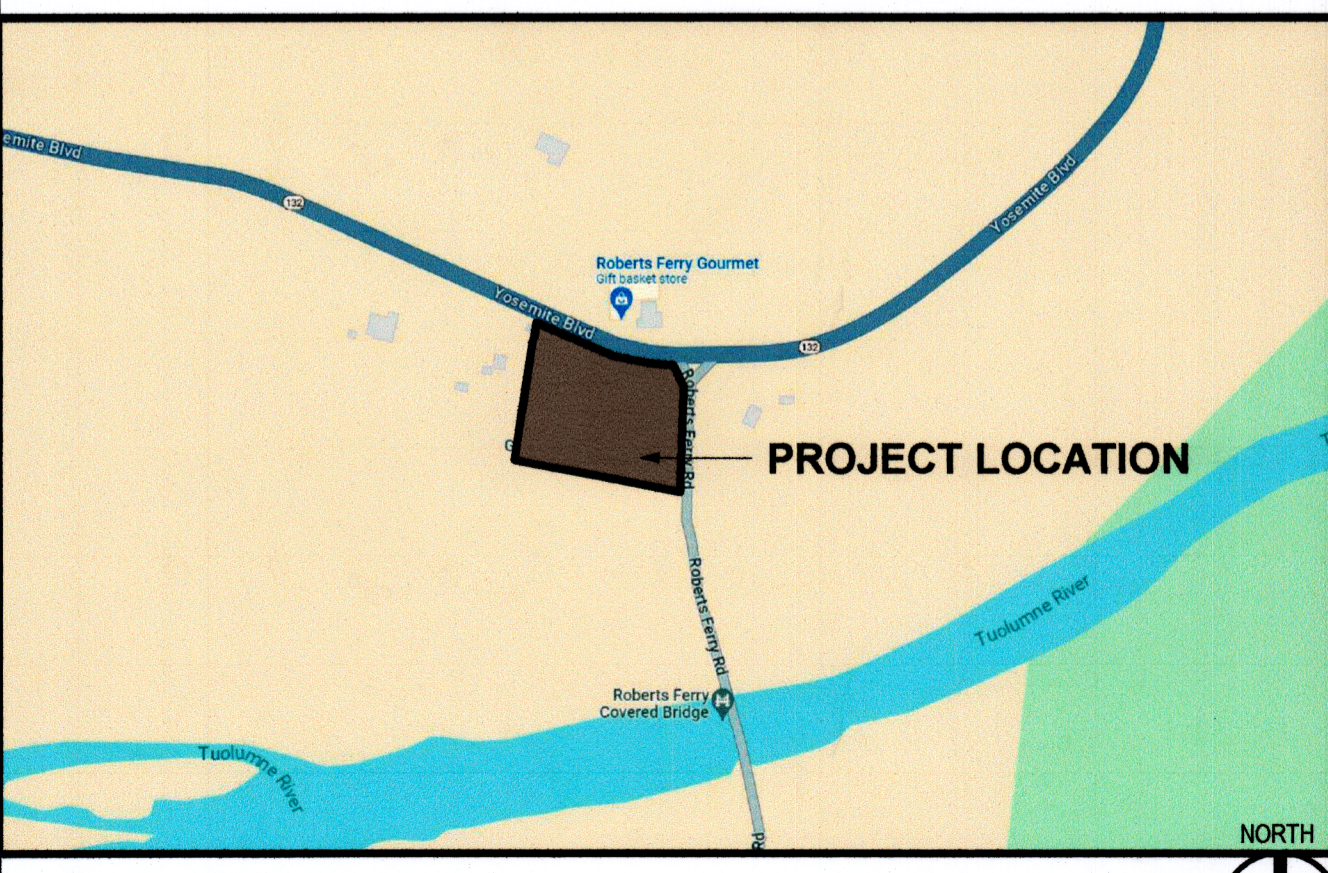 emite Blvd
132
Yosemite Blvd
Roberts Ferry Gourmet
Gift basket store
Yosemite Blvd
132
Roberts Ferry Rd
G
PROJECT LOCATION
T
Roberts Ferry Rd
Tuolumne River
Roberts Ferry
Covered Bridge
Tuolumne River
NORTH